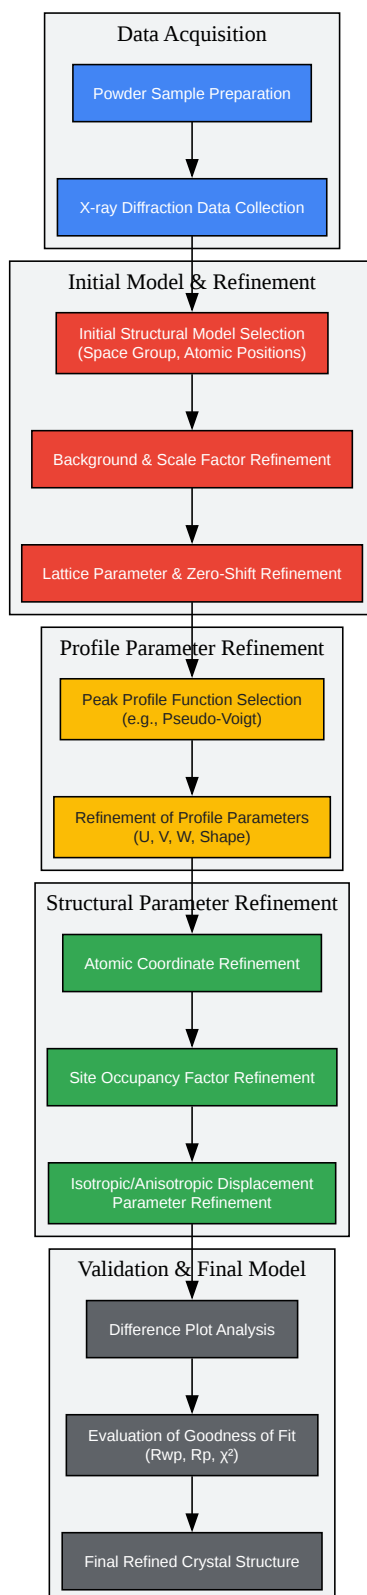 Data Acquisition
Powder Sample Preparation
X-ray Diffraction Data Collection
Initial Model & Refinement
Initial Structural Model Selection
(Space Group, Atomic Positions)
Background & Scale Factor Refinement
Lattice Parameter & Zero-Shift Refinement
Profile Parameter Refinement
Peak Profile Function Selection
(e.g., Pseudo-Voigt)
Refinement of Profile Parameters
(U, V, W, Shape)
Structural Parameter Refinement
Atomic Coordinate Refinement
Site Occupancy Factor Refinement
Isotropic/Anisotropic Displacement
Parameter Refinement
Validation & Final Model
Difference Plot Analysis
Evaluation of Goodness of Fit
(Rwp, Rp, χ²)
Final Refined Crystal Structure